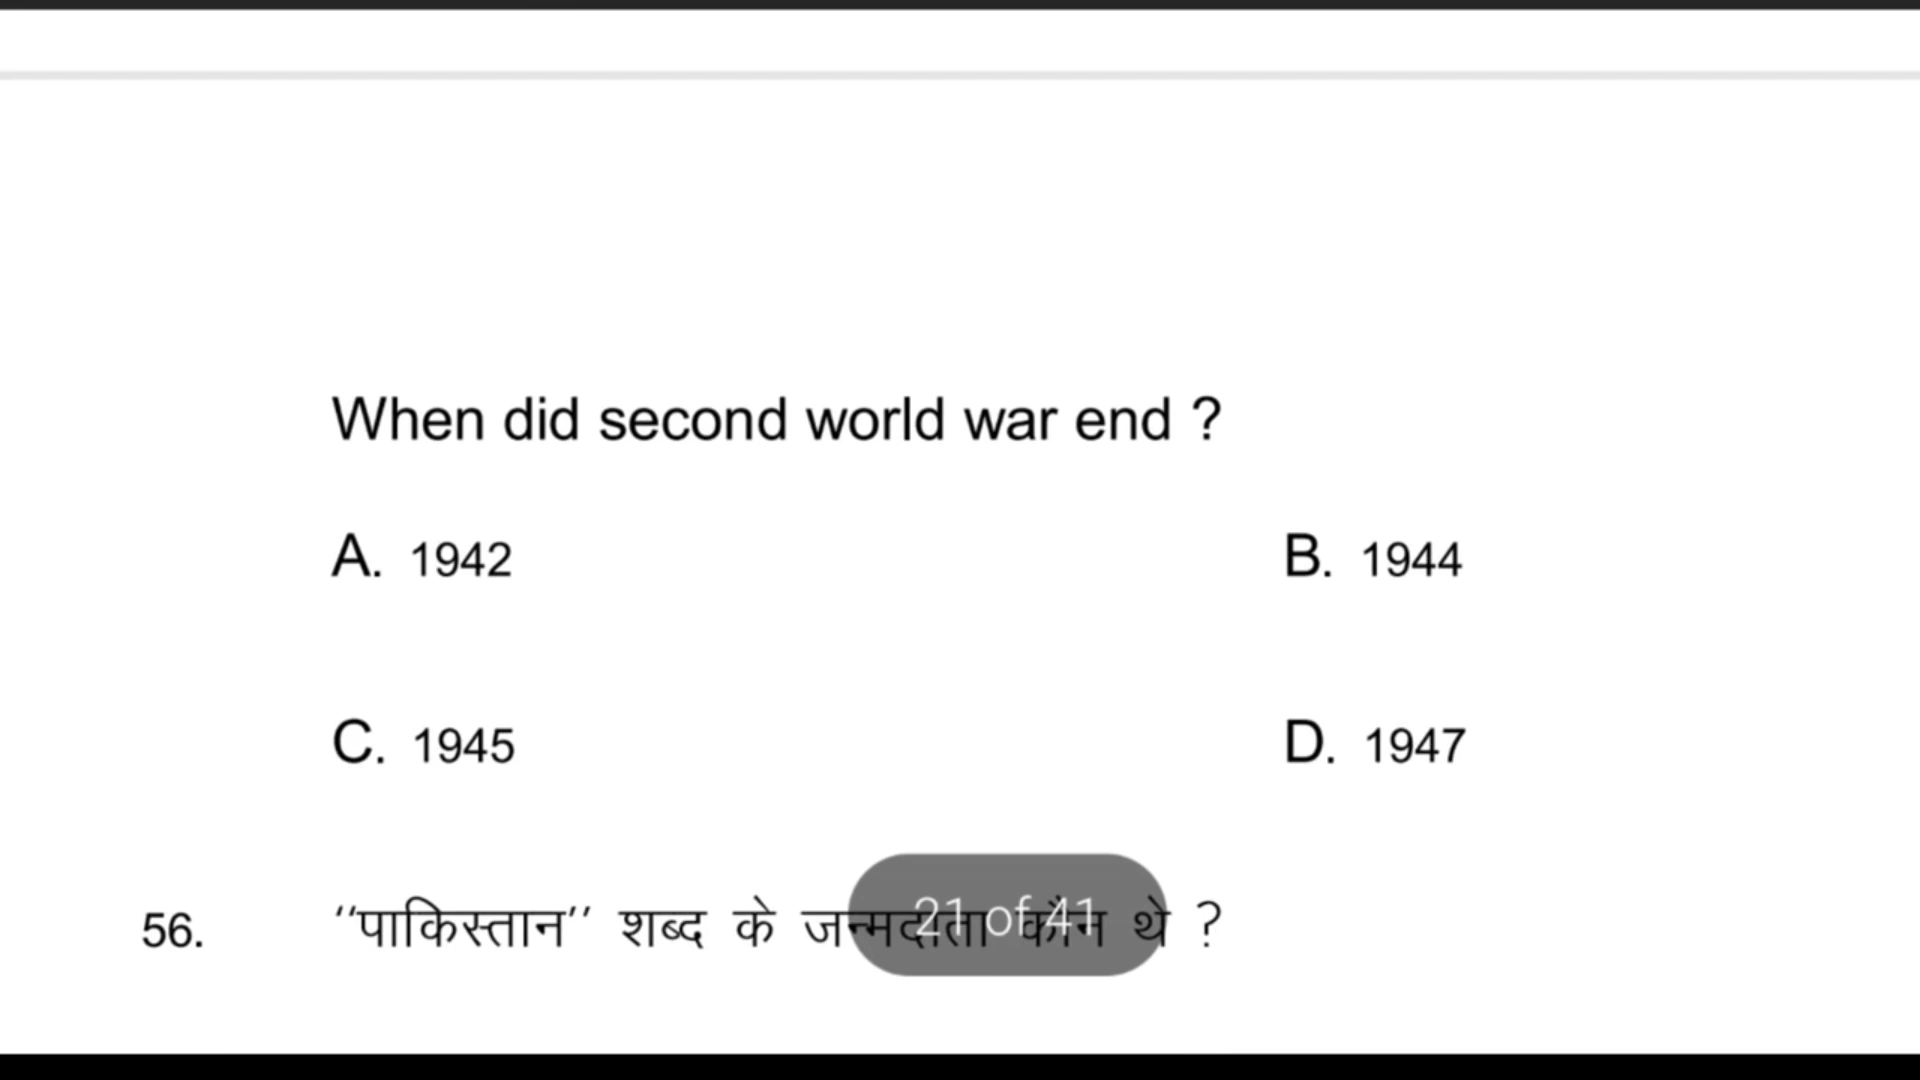 When did second world war end ?
A. 1942 B. 1944
C. 1945 D. 1947
56. ‘‘पाकिस्तान’’ शब्द के जन्मदाता कौन थे ?
21 of 41